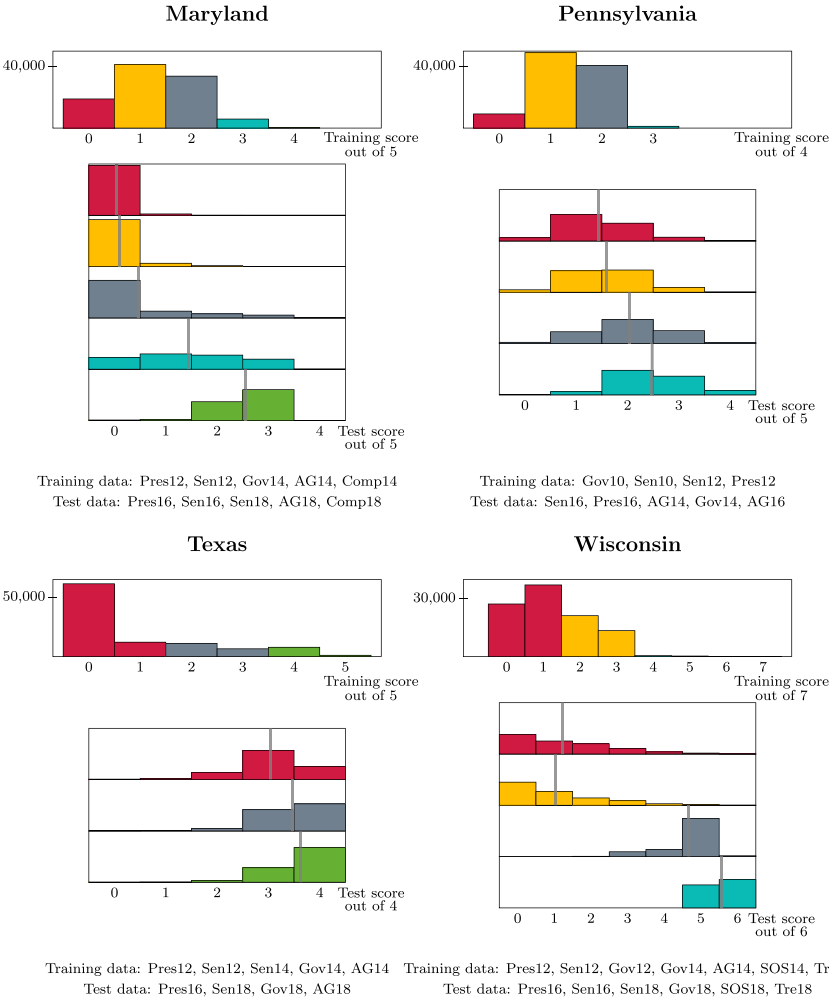 Maryland
40,000
0 1 2 3 4 Training score
out of 5
0 1 2 3 4 Test score
out of 5
Training data: Pres12, Sen12, Gov14, AG14, Comp14
Test data: Pres16, Sen16, Sen18, AG18, Comp18
Pennsylvania
40,000
0 1 2 3 Training score
out of 4
0 1 2 3 4 Test score
out of 5
Training data: Gov10, Sen10, Sen12, Pres12
Test data: Sen16, Pres16, AG14, Gov14, AG16
Texas
50,000
0 1 2 3 4 5
Training score
out of 5
0 1 2 3 4 Test score
out of 4
Training data: Pres12, Sen12, Sen14, Gov14, AG14
Test data: Pres16, Sen18, Gov18, AG18
Wisconsin
30,000
0 1 2 3 4 5 6 7
Training score
out of 7
0 1 2 3 4 5 6 Test score
out of 6
Training data: Pres12, Sen12, Gov12, Gov14, AG14, SOS14, Tr
Test data: Pres16, Sen16, Sen18, Gov18, SOS18, Tre18